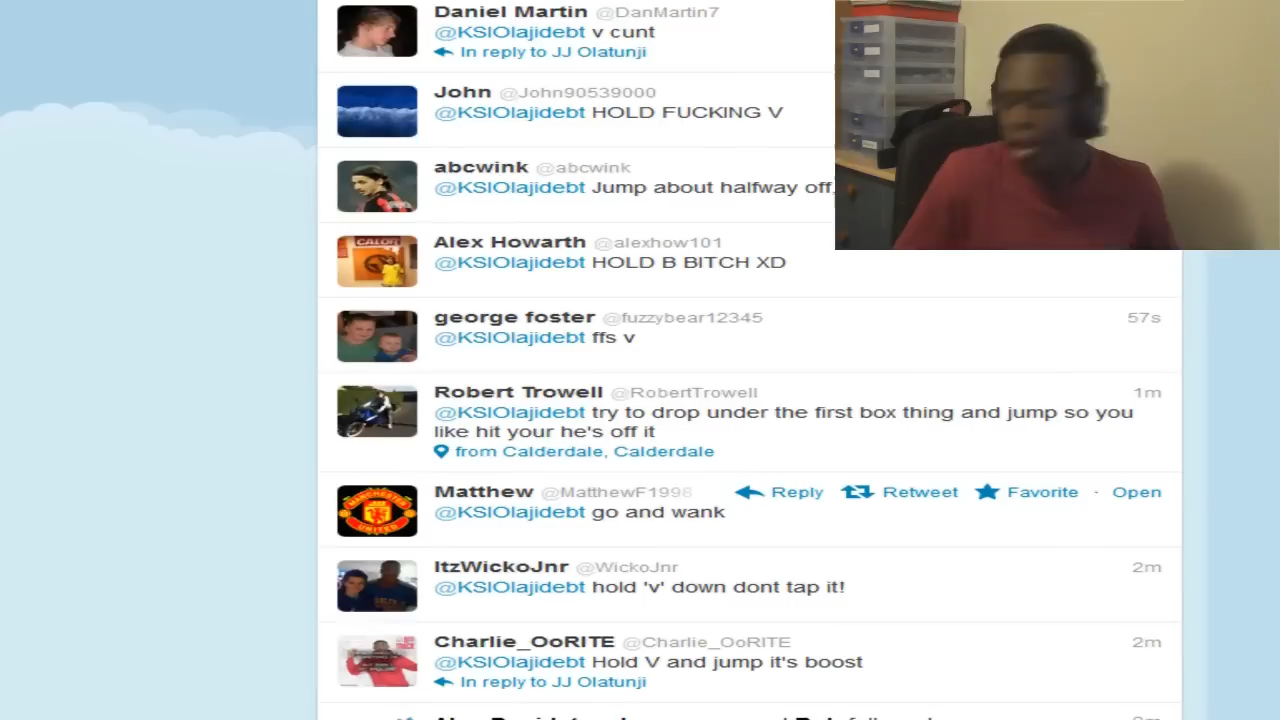 Daniel Martin @DanMartin7
@KSIOlajidebt v cunt
In reply to JJ Olatunji
John @John90539000
@KSIOlajidebt HOLD FUCKING V
abcwink @abcwink
@KSIOlajidebt Jump about halfway off,
Alex Howarth @alexhow101
@KSIOlajidebt HOLD B BITCH XD
george foster @fuzzybear12345 57s
@KSIOlajidebt ffs v
Robert Trowell @RobertTrowell 1m
@KSIOlajidebt try to drop under the first box thing and jump so you
like hit your he's off it
from Calderdale, Calderdale
Matthew @MatthewF1998 Reply Retweet Favorite · Open
@KSIOlajidebt go and wank
ItzWickoJnr @WickoJnr 2m
@KSIOlajidebt hold 'v' down dont tap it!
Charlie_OoRITE @Charlie_OoRITE 2m
@KSIOlajidebt Hold V and jump it's boost
In reply to JJ Olatunji